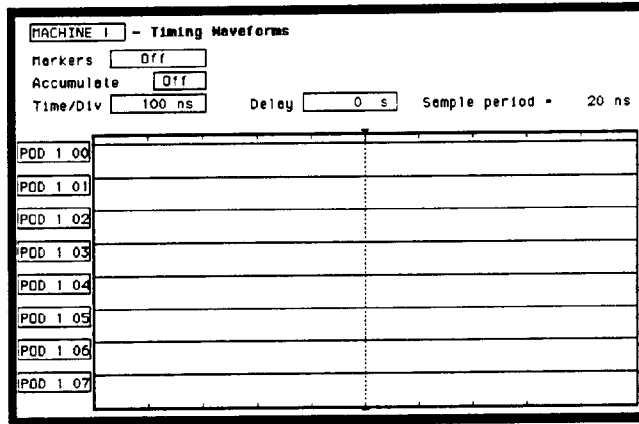 MACHINE 1 - Timing Waveforms
Markers Off
Accumulate Off
Time/Div 100 ns Delay 0 s Sample period = 20 ns
POD 1 00
POD 1 01
POD 1 02
POD 1 03
POD 1 04
POD 1 05
POD 1 06
POD 1 07